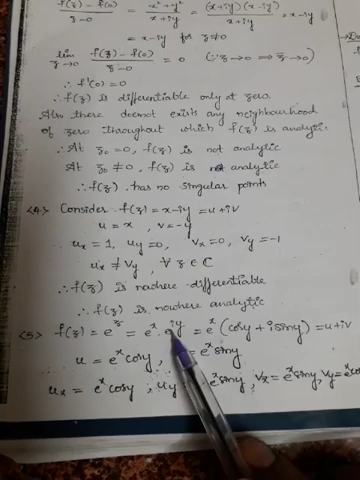 f(z)-f(0) / z-0 = x²+y² / x+iy = (x+iy)(x-iy) / x+iy = x-iy
= x-iy for z≠0
lim z→0 f(z)-f(0) / z-0 = 0 (∵ z→0 ⟹ z̄→0)
∴ f'(0) = 0
∴ f(z) is differentiable only at zero.
Also there doesnot exists any neighbourhood
of zero throughout which f(z) is analytic
∴ At z₀ = 0, f(z) is not analytic
At z₀ ≠ 0, f(z) is not analytic
∴ f(z) has no singular points
<4> Consider f(z) = x-iy = u+iv
u = x, v = -y
uₓ = 1, u_y = 0, vₓ = 0, v_y = -1
uₓ ≠ v_y, ∀ z ∈ ℂ
∴ f(z) is nowhere differentiable
∴ f(z) is nowhere analytic
<5> f(z) = e^z = e^x e^iy = e^x (cosy + i siny) = u+iv
u = e^x cosy, = e^x siny
uₓ = e^x cosy, u_y e^x siny, vₓ = e^x siny, v_y = e^x co